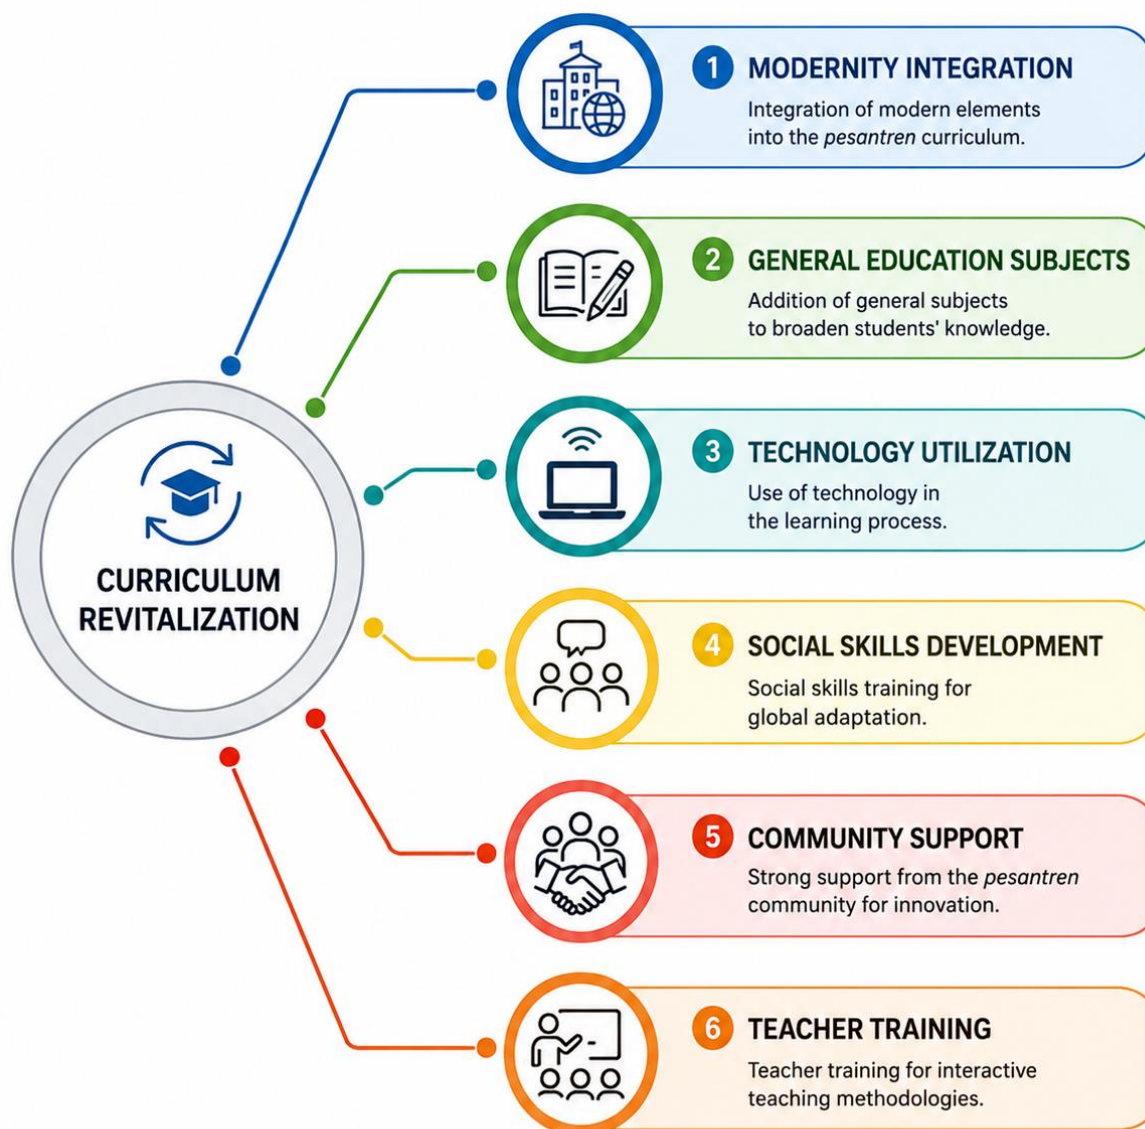 CURRICULUM
REVITALIZATION
1 MODERNITY INTEGRATION
Integration of modern elements
into the pesantren curriculum.
2 GENERAL EDUCATION SUBJECTS
Addition of general subjects
to broaden students' knowledge.
3 TECHNOLOGY UTILIZATION
Use of technology in
the learning process.
4 SOCIAL SKILLS DEVELOPMENT
Social skills training for
global adaptation.
5 COMMUNITY SUPPORT
Strong support from the pesantren
community for innovation.
6 TEACHER TRAINING
Teacher training for interactive
teaching methodologies.